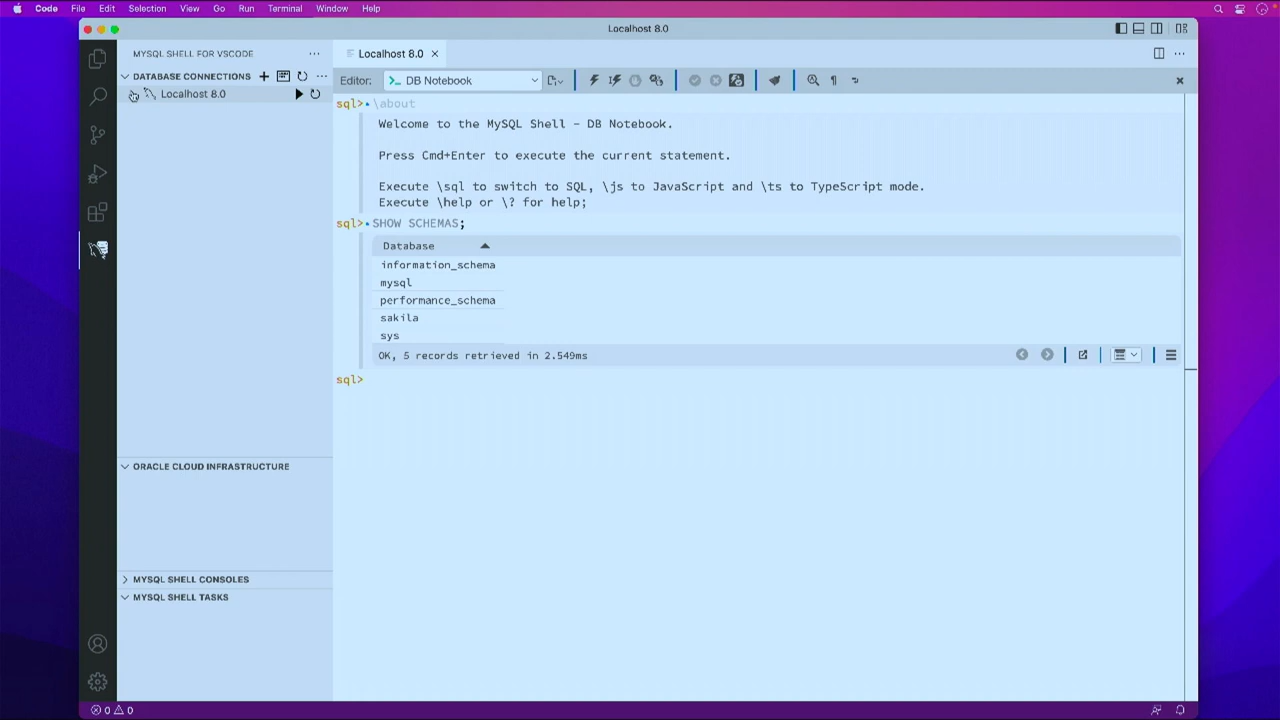 Code File Edit Selection View Go Run Terminal Window Help
Localhost 8.0
MYSQL SHELL FOR VSCODE
Localhost 8.0
DATABASE CONNECTIONS
Editor: DB Notebook
Localhost 8.0
sql> \about
Welcome to the MySQL Shell - DB Notebook.
Press Cmd+Enter to execute the current statement.
Execute \sql to switch to SQL, \js to JavaScript and \ts to TypeScript mode.
Execute \help or \? for help;
sql> SHOW SCHEMAS;
Database
information_schema
mysql
performance_schema
sakila
sys
OK, 5 records retrieved in 2.549ms
sql>
ORACLE CLOUD INFRASTRUCTURE
MYSQL SHELL CONSOLES
MYSQL SHELL TASKS
0 0